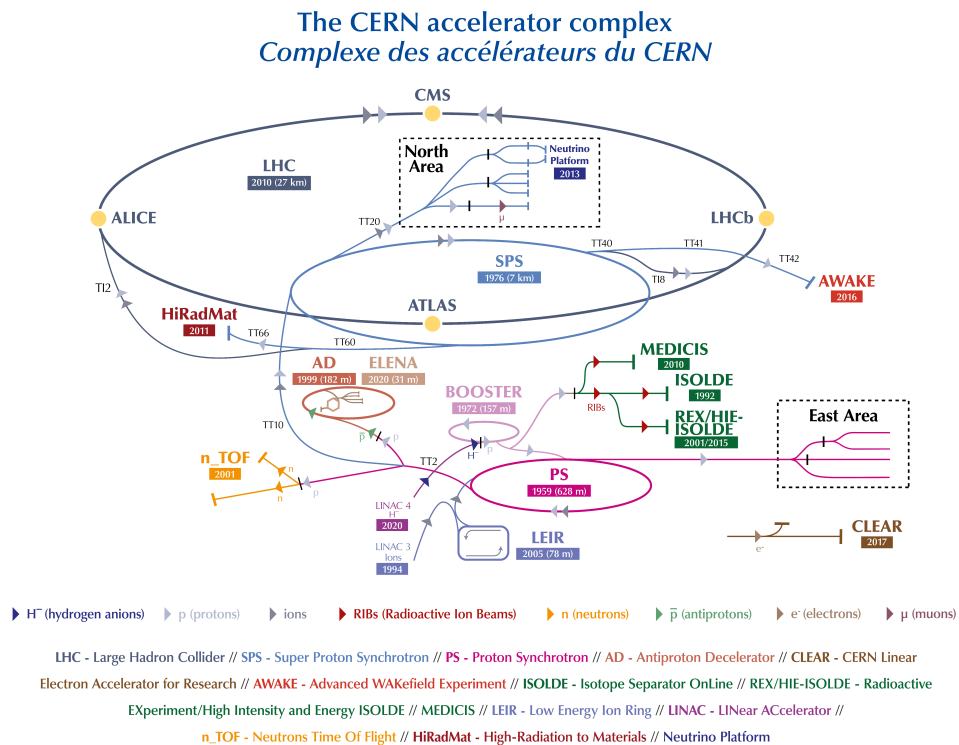 The CERN accelerator complex
Complexe des accélérateurs du CERN
CMS
North
Area
Neutrino
Platform
2013
LHC
2010 (27 km)
μ
TT20
ALICE
LHCb
TT40
TT41
TT42
SPS
1976 (7 km)
TI8
TI2
AWAKE
2016
ATLAS
HiRadMat
2011
TT66
TT60
AD
1999 (182 m)
ELENA
2020 (31 m)
MEDICIS
2010
ISOLDE
1992
BOOSTER
1972 (157 m)
RIBs
REX/HIE-
ISOLDE
2001/2015
East Area
TT10
p̅
p
H⁻
p
n_TOF
2001
n
n
p
TT2
PS
1959 (628 m)
LINAC 4
H⁻
2020
LINAC 3
Ions
1994
LEIR
2005 (78 m)
CLEAR
2017
e-
H⁻ (hydrogen anions)
p (protons)
ions
RIBs (Radioactive Ion Beams)
n (neutrons)
p̅ (antiprotons)
e⁻(electrons)
μ (muons)
LHC - Large Hadron Collider // SPS - Super Proton Synchrotron // PS - Proton Synchrotron // AD - Antiproton Decelerator // CLEAR - CERN Linear
Electron Accelerator for Research // AWAKE - Advanced WAKefield Experiment // ISOLDE - Isotope Separator OnLine // REX/HIE-ISOLDE - Radioactive
EXperiment/High Intensity and Energy ISOLDE // MEDICIS // LEIR - Low Energy Ion Ring // LINAC - LINear ACcelerator //
n_TOF - Neutrons Time Of Flight // HiRadMat - High-Radiation to Materials // Neutrino Platform